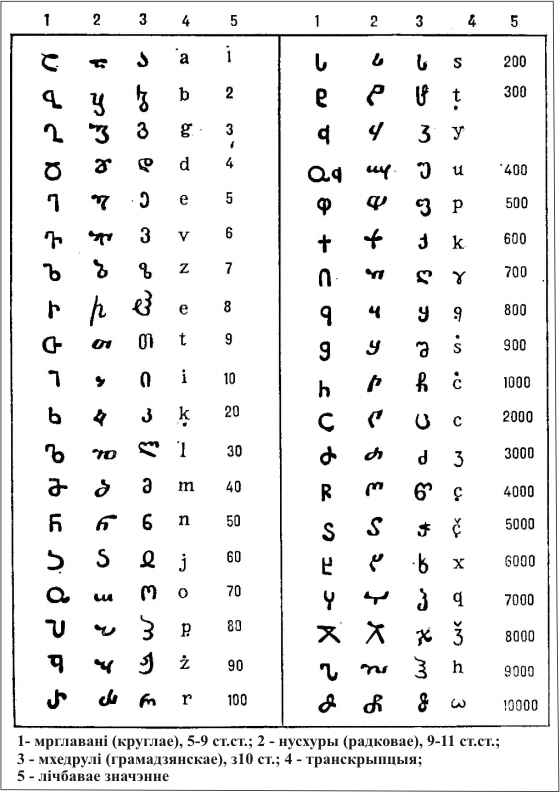 1 2 3 4 5
Ⴀ ⴀ ა a 1
Ⴁ ⴁ ბ b 2
Ⴂ ⴂ გ g 3
Ⴃ ⴃ დ d 4
Ⴄ ⴄ ე e 5
Ⴅ ⴅ ვ v 6
Ⴆ ⴆ ზ z 7
Ⴡ ⴡ ჱ e 8
Ⴇ ⴇ თ t 9
Ⴈ ⴈ ი i 10
Ⴉ ⴉ კ ḳ 20
Ⴊ ⴊ ლ l 30
Ⴋ ⴋ მ m 40
Ⴌ ⴌ ნ n 50
Ⴢ ⴢ ჲ j 60
Ⴍ ⴍ ო o 70
Ⴎ ⴎ პ p̣ 80
Ⴏ ⴏ ჟ ż 90
Ⴐ ⴐ რ r 100
1 2 3 4 5
Ⴑ ⴑ ს s 200
Ⴒ ⴒ ტ ṭ 300
Ⴣ ⴣ ჳ y
ႭႣ ⴓ უ u 400
Ⴔ ⴔ ფ p 500
Ⴕ ⴕ ქ k 600
Ⴖ ⴖ ღ ɣ 700
Ⴗ ⴗ ყ q̣ 800
Ⴘ ⴘ შ ṡ 900
Ⴙ ⴙ ჩ ċ 1000
Ⴚ ⴚ ც c 2000
Ⴛ ⴛ ძ ʒ 3000
Ⴜ ⴜ წ ç 4000
Ⴝ ⴝ ჭ č̣ 5000
Ⴞ ⴞ ხ x 6000
Ⴤ ⴤ ჴ q 7000
Ⴟ ⴟ ჯ ǯ 8000
Ⴠ ⴠ ჰ h 9000
Ⴥ ⴥ ჵ ω 10000
1- мрглавані (круглае), 5-9 ст.ст.; 2 - нусхуры (радковае), 9-11 ст.ст.;
3 - мхедрулі (грамадзянскае), з10 ст.; 4 - транскрыпцыя;
5 - лічбавае значэнне